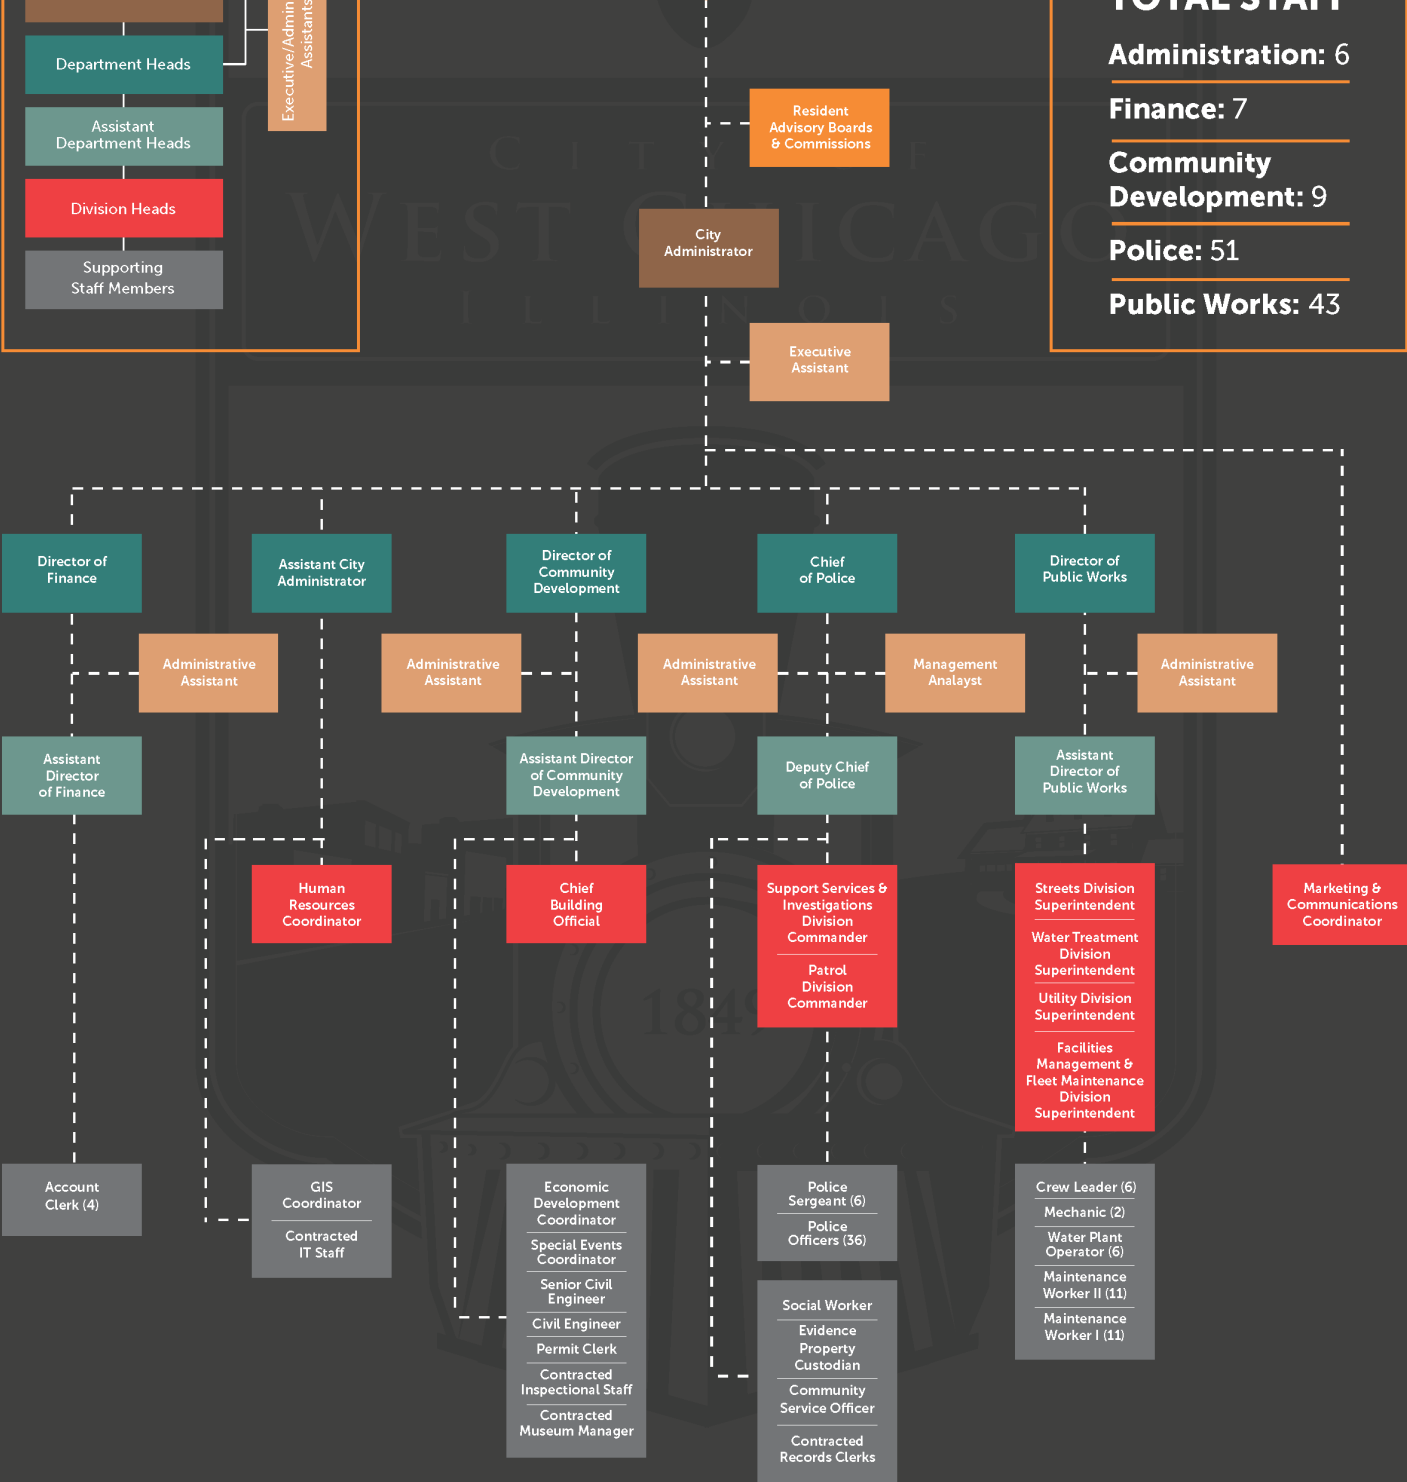 TOTAL STAFF
Department Heads
Executive/Admin
Assistants
Assistant
Department Heads
Division Heads
Supporting
Staff Members
Administration: 6
Finance: 7
Community
Development: 9
Police: 51
Public Works: 43
CITY OF
WEST CHICAGO
ILLINOIS
Resident
Advisory Boards
& Commissions
City
Administrator
Executive
Assistant
Director of
Finance
Assistant City
Administrator
Director of
Community
Development
Chief
of Police
Director of
Public Works
Administrative
Assistant
Administrative
Assistant
Administrative
Assistant
Management
Analayst
Administrative
Assistant
Assistant
Director
of Finance
Assistant Director
of Community
Development
Deputy Chief
of Police
Assistant
Director of
Public Works
Human
Resources
Coordinator
Chief
Building
Official
Support Services &
Investigations
Division
Commander
Patrol
Division
Commander
Streets Division
Superintendent
Water Treatment
Division
Superintendent
Utility Division
Superintendent
Facilities
Management &
Fleet Maintenance
Division
Superintendent
Marketing &
Communications
Coordinator
1849
Account
Clerk (4)
GIS
Coordinator
Contracted
IT Staff
Economic
Development
Coordinator
Special Events
Coordinator
Senior Civil
Engineer
Civil Engineer
Permit Clerk
Contracted
Inspectional Staff
Contracted
Museum Manager
Police
Sergeant (6)
Police
Officers (36)
Social Worker
Evidence
Property
Custodian
Community
Service Officer
Contracted
Records Clerks
Crew Leader (6)
Mechanic (2)
Water Plant
Operator (6)
Maintenance
Worker II (11)
Maintenance
Worker I (11)